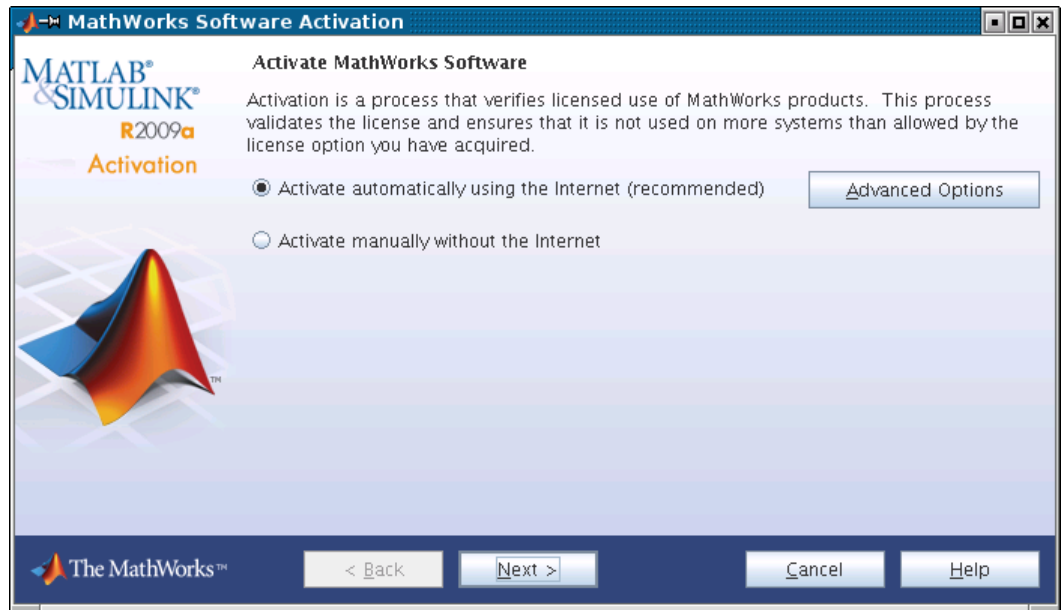 MathWorks Software Activation
MATLAB®
&SIMULINK®
R2009a
Activation
Activate MathWorks Software
Activation is a process that verifies licensed use of MathWorks products. This process
validates the license and ensures that it is not used on more systems than allowed by the
license option you have acquired.
Activate automatically using the Internet (recommended)
Advanced Options
Activate manually without the Internet
TM
The MathWorks™
< Back
Next >
Cancel
Help